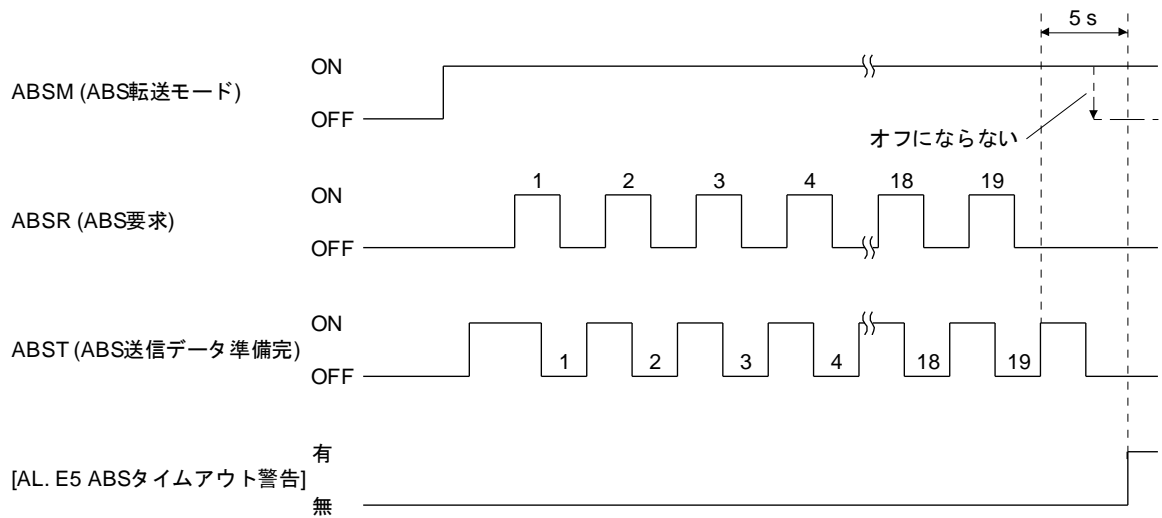 5 s
ON
ABSM (ABS転送モード)
OFF
オフにならない
1 2 3 4 18 19
ON
ABSR (ABS要求)
OFF
ON
ABST (ABS送信データ準備完)
OFF
1 2 3 4 18 19
有
[AL. E5 ABSタイムアウト警告]
無